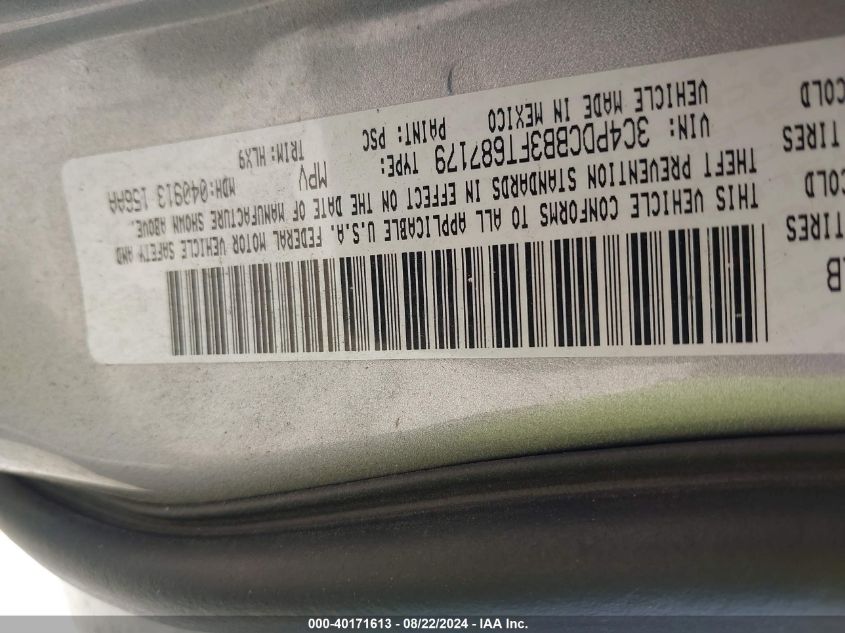 LB
TIRES
COLD
TIRES
COLD
THIS VEHICLE CONFORMS TO ALL APPLICABLE U.S.A. FEDERAL MOTOR VEHICLE SAFETY AND
THEFT PREVENTION STANDARDS IN EFFECT ON THE DATE OF MANUFACTURE SHOWN ABOVE.
VIN: 3C4PDCBB3FT687179 TYPE: MPV MDH:040913 156AA
VEHICLE MADE IN MEXICO PAINT: PSC TRIM: HLX9
000-40171613 - 08/22/2024 - IAA Inc.